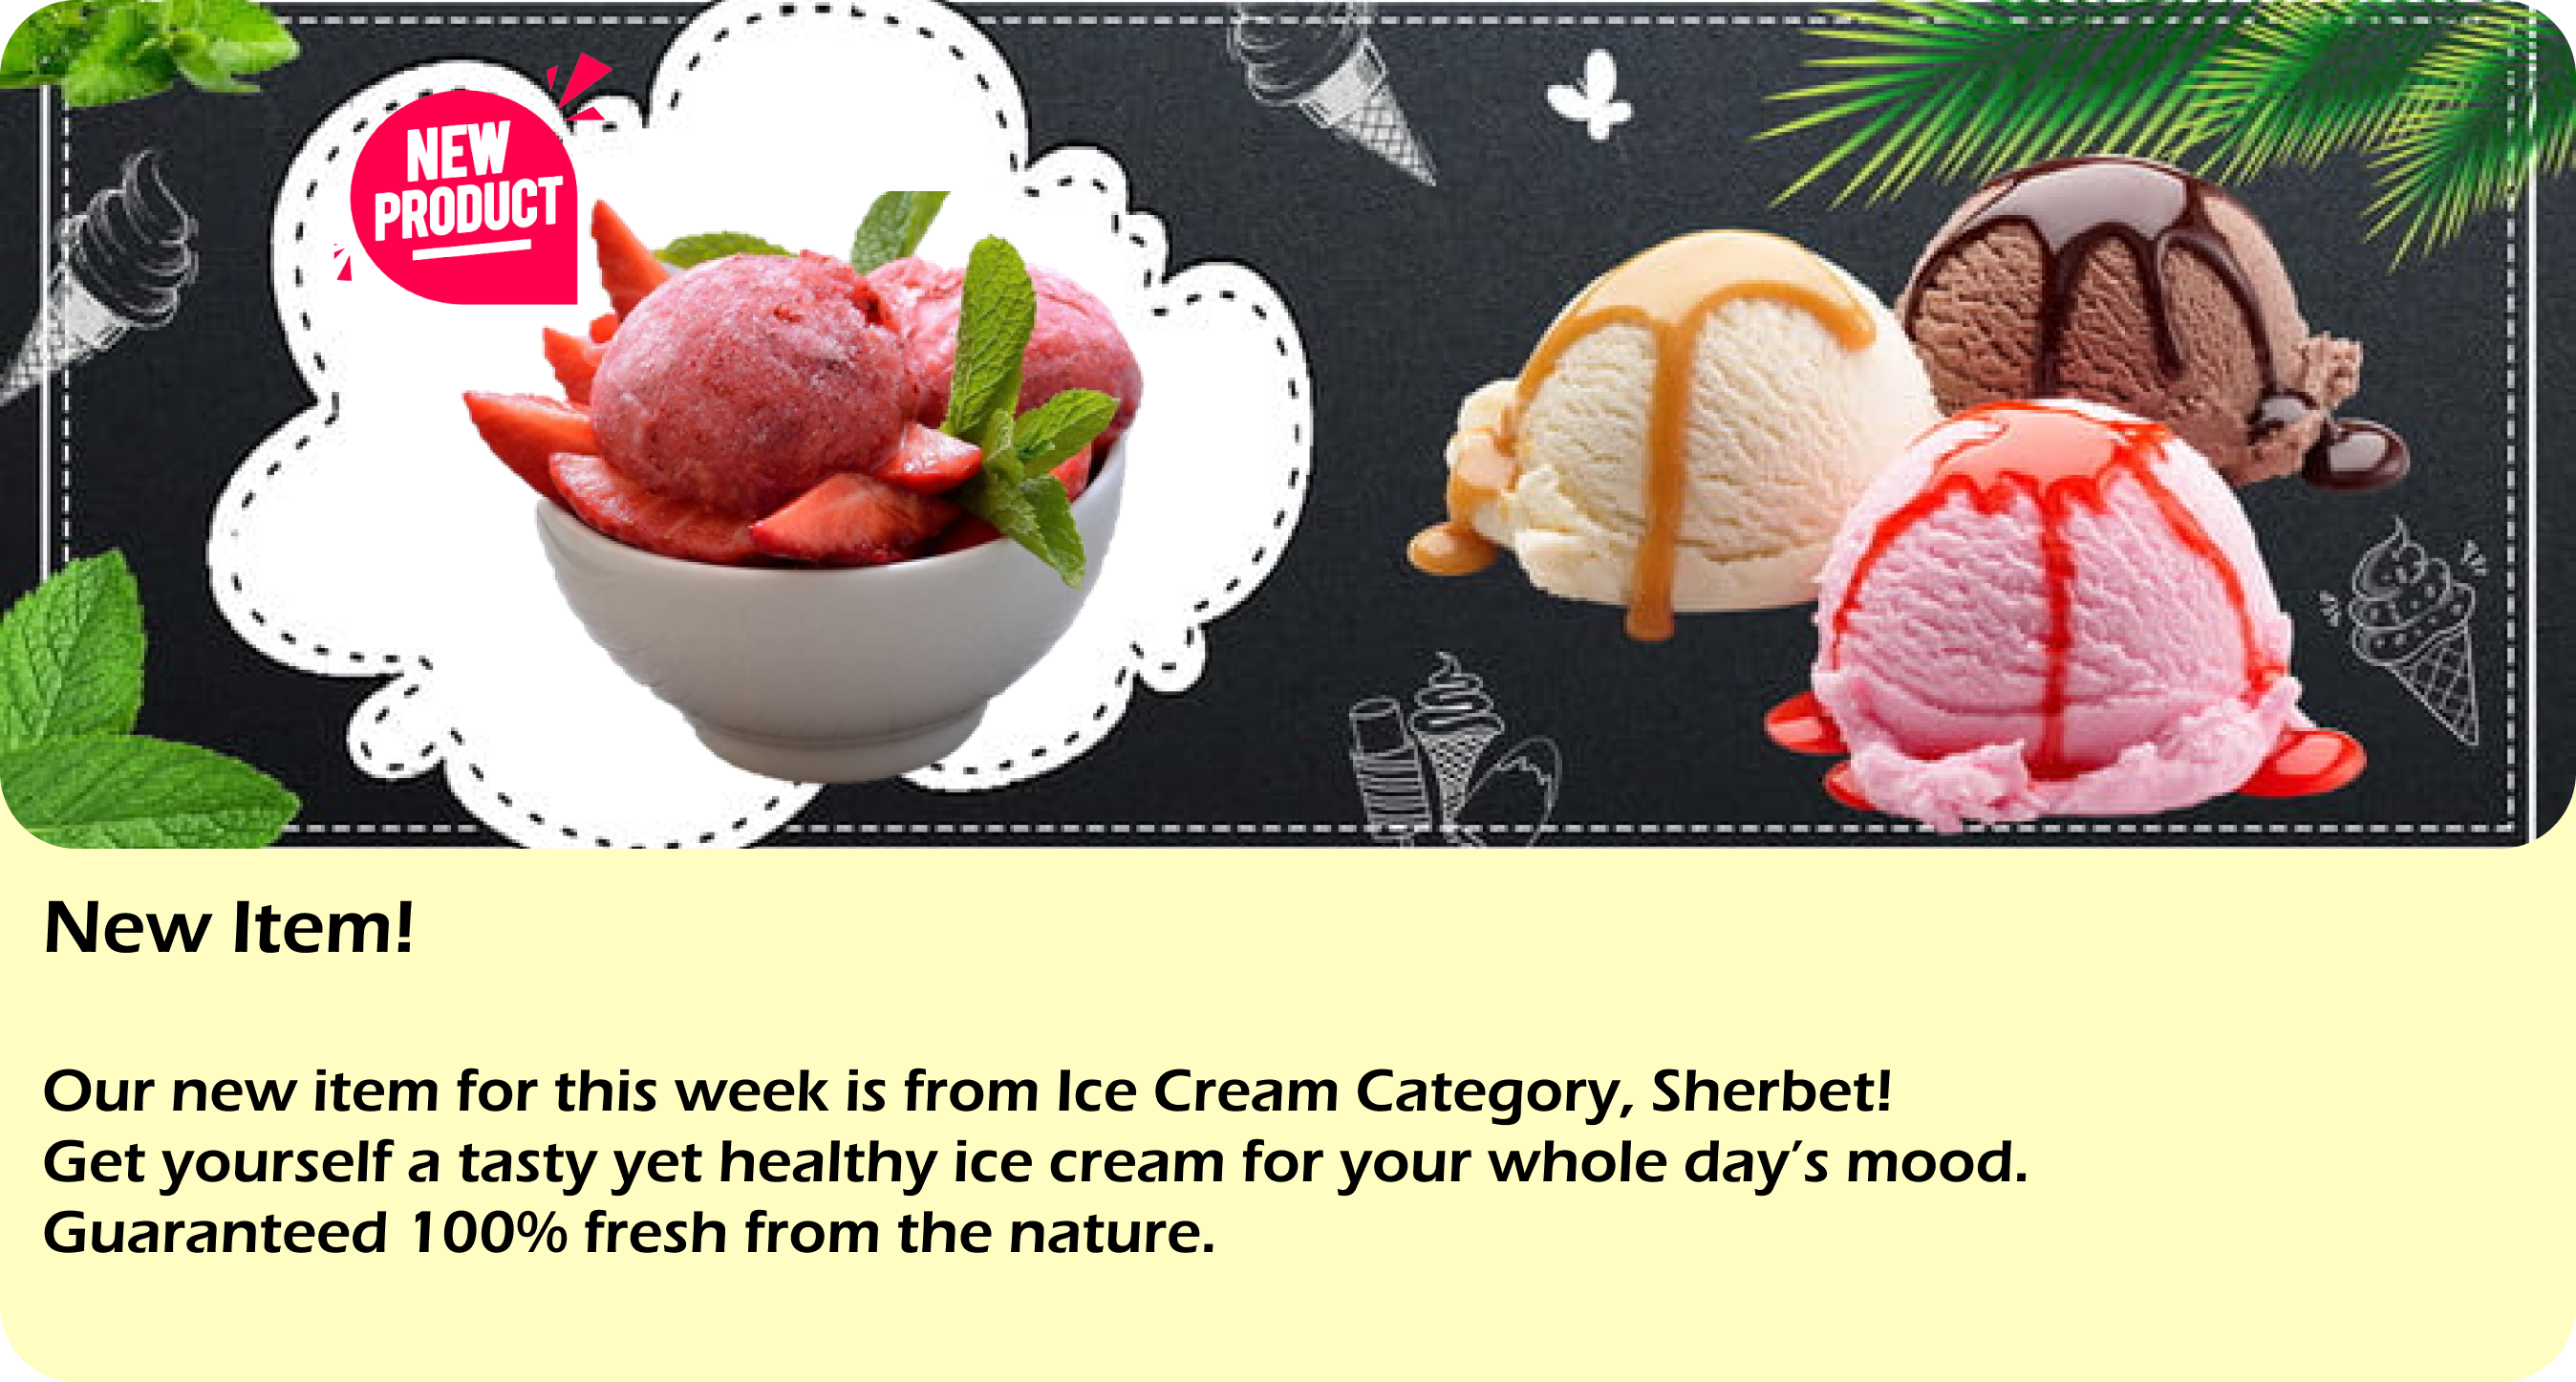 NEW
PRODUCT
New Item!
Our new item for this week is from Ice Cream Category, Sherbet!
Get yourself a tasty yet healthy ice cream for your whole day's mood.
Guaranteed 100% fresh from the nature.